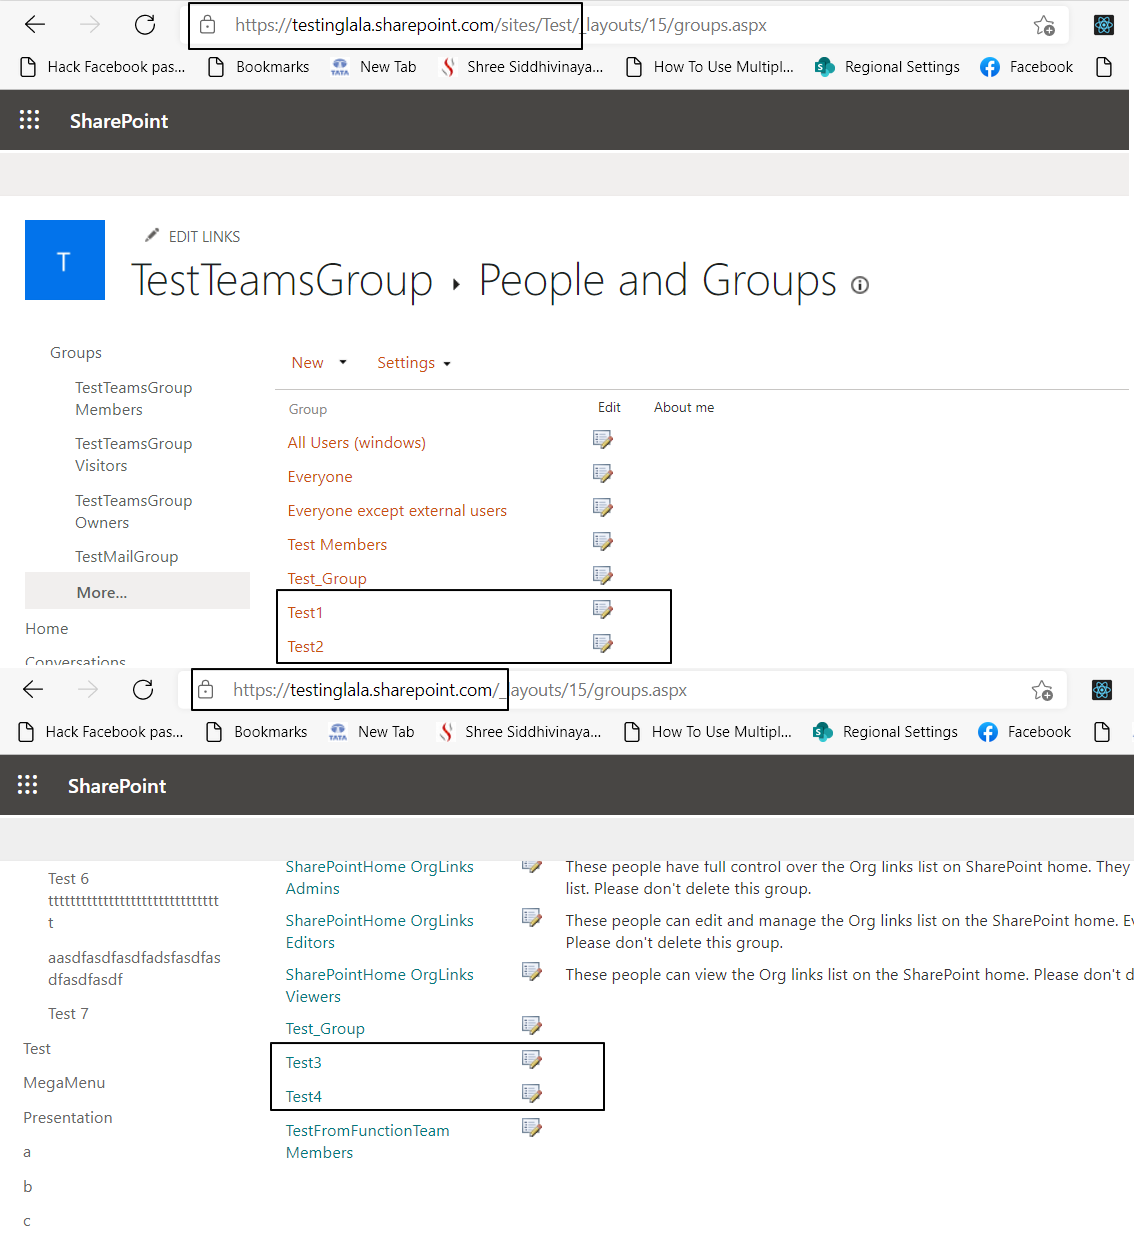 https://testinglala.sharepoint.com/sites/Test/_layouts/15/groups.aspx
Hack Facebook pas... Bookmarks TATA New Tab Shree Siddhivinaya... How To Use Multipl... Regional Settings Facebook
SharePoint
T
EDIT LINKS
TestTeamsGroup People and Groups
Groups
TestTeamsGroup
Members
TestTeamsGroup
Visitors
TestTeamsGroup
Owners
TestMailGroup
More...
Home
Conversations
New Settings
Group Edit About me
All Users (windows)
Everyone
Everyone except external users
Test Members
Test_Group
Test1
Test2
https://testinglala.sharepoint.com/_layouts/15/groups.aspx
Hack Facebook pas... Bookmarks TATA New Tab Shree Siddhivinaya... How To Use Multipl... Regional Settings Facebook
SharePoint
Test 6
ttttttttttttttttttttttttttttttt
t
aasdfasdfasdfadsfasdfas
dfasdfasdf
Test 7
Test
MegaMenu
Presentation
a
b
c
SharePointHome OrgLinks These people have full control over the Org links list on SharePoint home. They
Admins list. Please don't delete this group.
SharePointHome OrgLinks These people can edit and manage the Org links list on the SharePoint home. Ev
Editors Please don't delete this group.
SharePointHome OrgLinks These people can view the Org links list on the SharePoint home. Please don't d
Viewers
Test_Group
Test3
Test4
TestFromFunctionTeam
Members